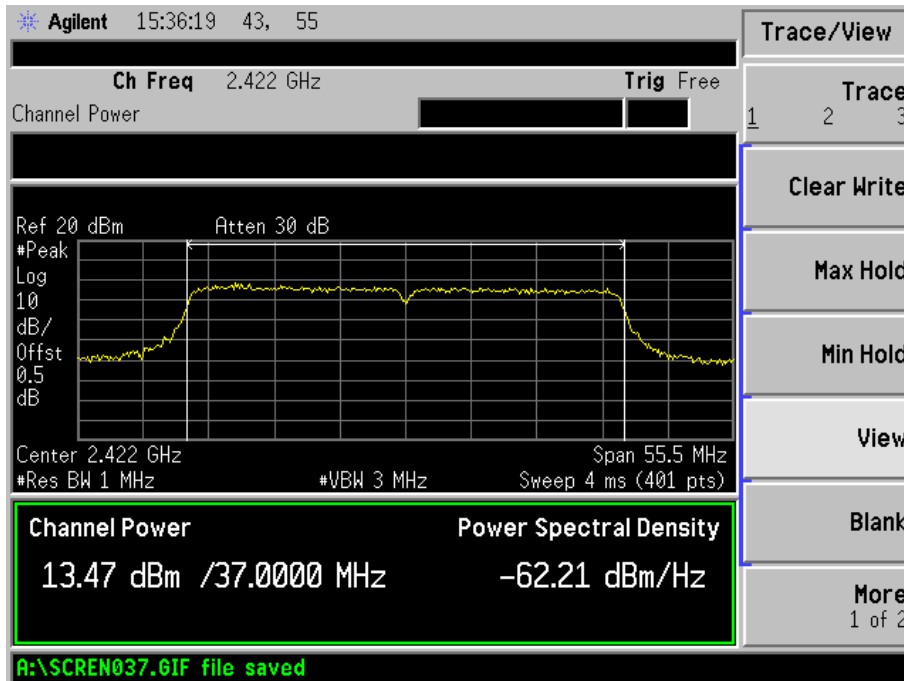 Agilent 15:36:19 43, 55
Trace/View
Ch Freq 2.422 GHz Trig Free
Channel Power
Trace
1 2 3
Clear Write
Max Hold
Min Hold
View
Blank
More
1 of 2
Ref 20 dBm Atten 30 dB
#Peak
Log
10
dB/
Offst
0.5
dB
Center 2.422 GHz Span 55.5 MHz
#Res BW 1 MHz #VBW 3 MHz Sweep 4 ms (401 pts)
Channel Power Power Spectral Density
13.47 dBm /37.0000 MHz -62.21 dBm/Hz
A:\SCREN037.GIF file saved